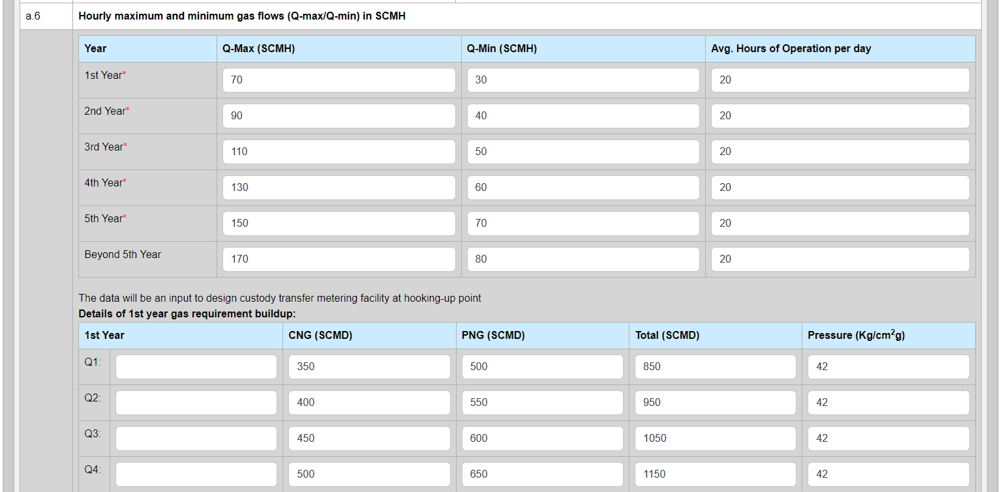 a.6 Hourly maximum and minimum gas flows (Q-max/Q-min) in SCMH
Year Q-Max (SCMH) Q-Min (SCMH) Avg. Hours of Operation per day
1st Year* 70 30 20
2nd Year* 90 40 20
3rd Year* 110 50 20
4th Year* 130 60 20
5th Year* 150 70 20
Beyond 5th Year 170 80 20
The data will be an input to design custody transfer metering facility at hooking-up point
Details of 1st year gas requirement buildup:
1st Year CNG (SCMD) PNG (SCMD) Total (SCMD) Pressure (Kg/cm²g)
Q1: 350 500 850 42
Q2: 400 550 950 42
Q3: 450 600 1050 42
Q4: 500 650 1150 42